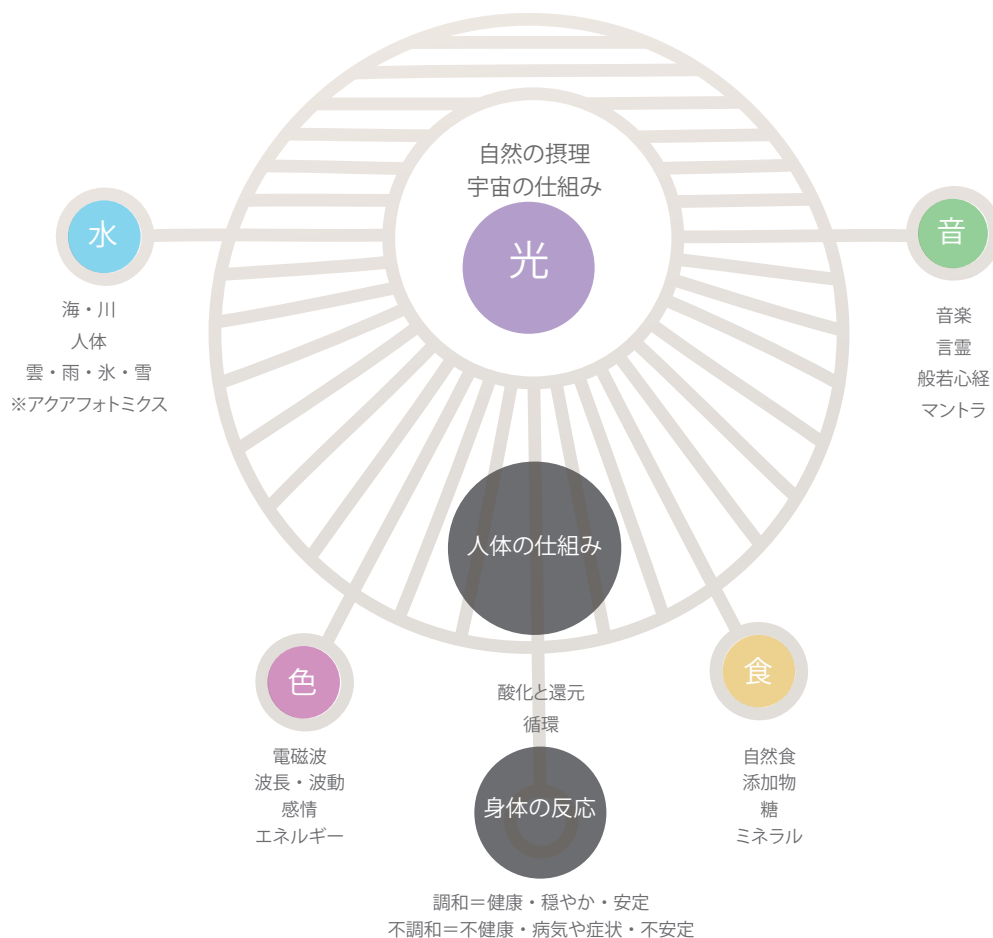 自然の摂理
宇宙の仕組み
光
水
海・川
人体
雲・雨・氷・雪
※アクアフォトミクス
音
音楽
言霊
般若心経
マントラ
人体の仕組み
色
電磁波
波長・波動
感情
エネルギー
酸化と還元
循環
身体の反応
調和＝健康・穏やか・安定
不調和＝不健康・病気や症状・不安定
食
自然食
添加物
糖
ミネラル